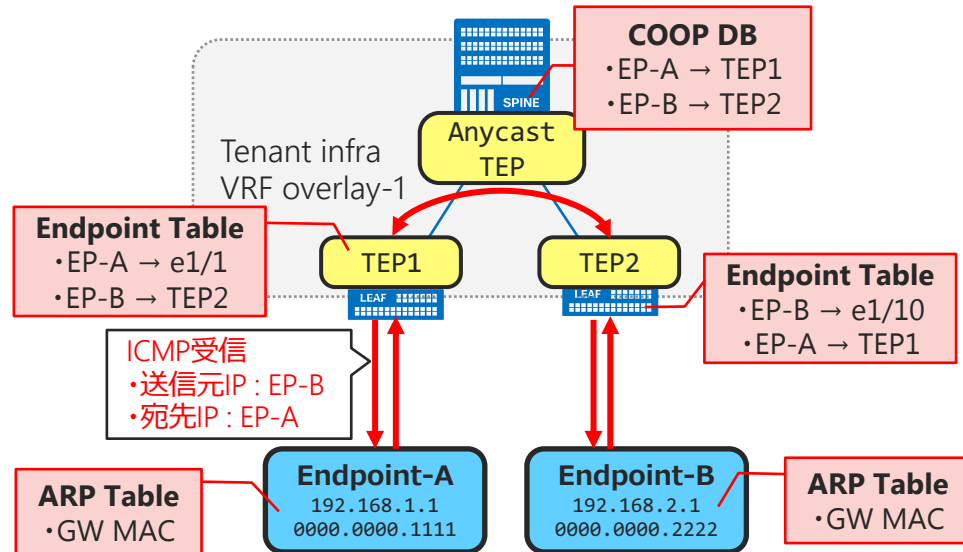 COOP DB
・EP-A → TEP1
・EP-B → TEP2
SPINE
Anycast
TEP
Tenant infra
VRF overlay-1
Endpoint Table
・EP-A → e1/1
・EP-B → TEP2
TEP1
TEP2
LEAF
LEAF
Endpoint Table
・EP-B → e1/10
・EP-A → TEP1
ICMP受信
・送信元IP : EP-B
・宛先IP : EP-A
Endpoint-A
192.168.1.1
0000.0000.1111
Endpoint-B
192.168.2.1
0000.0000.2222
ARP Table
・GW MAC
ARP Table
・GW MAC